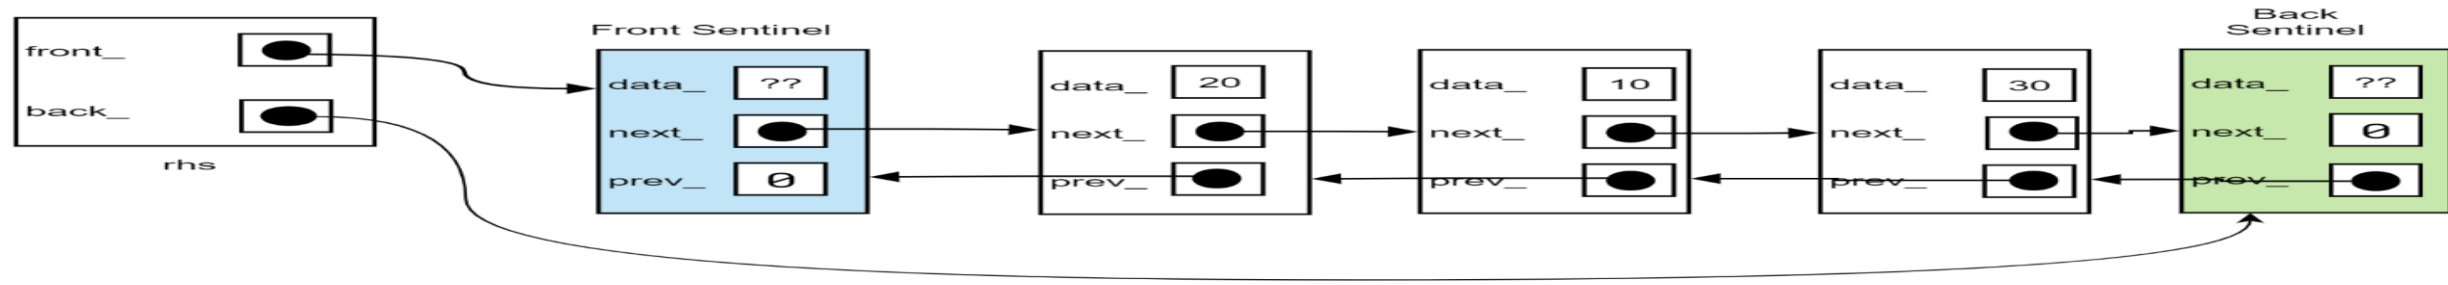 front_
back_
rhs
Front Sentinel
data_ ??
next_
prev_ 0
data_ 20
next_
prev_
data_ 10
next_
prev_
data_ 30
next_
prev_
Back
Sentinel
data_ ??
next_ 0
prev_